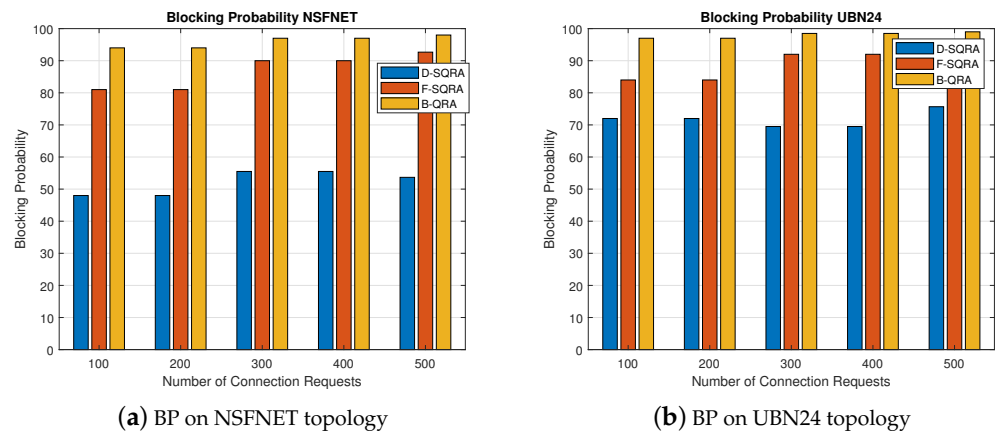 Blocking Probability NSFNET
100
90
80
70
60
50
40
30
20
10
0
Blocking Probability
D-SQRA
F-SQRA
B-QRA
100 200 300 400 500
Number of Connection Requests
(a) BP on NSFNET topology
Blocking Probability UBN24
100
90
80
70
60
50
40
30
20
10
0
Blocking Probability
D-SQRA
F-SQRA
B-QRA
100 200 300 400 500
Number of Connection Requests
(b) BP on UBN24 topology